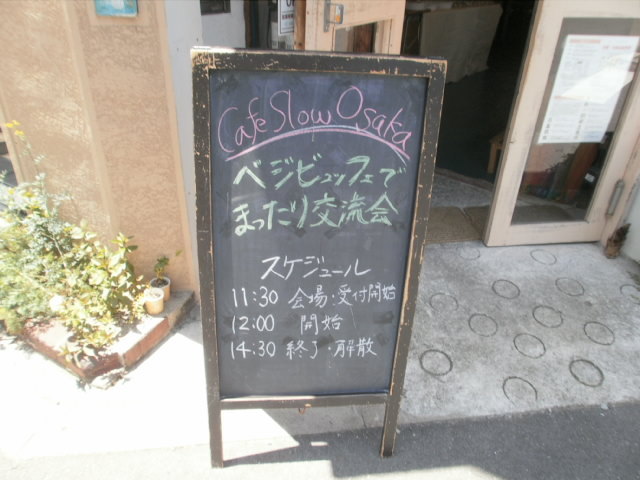 Cafe Slow Osaka
ベジビュッフェで
まったり交流会
スケジュール
11:30 会場:受付開始
12:00 開始
14:30 終了・解散